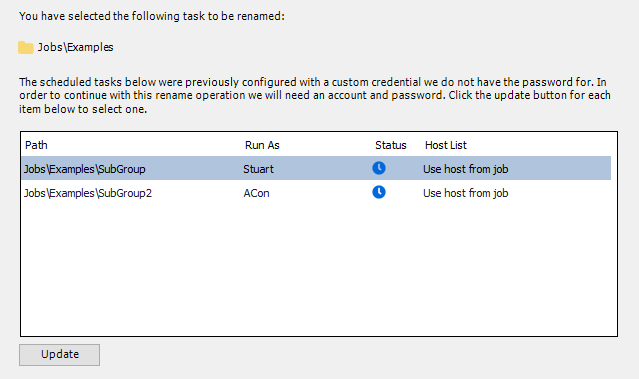 You have selected the following task to be renamed:
Jobs\Examples
The scheduled tasks below were previously configured with a custom credential we do not have the password for. In
order to continue with this rename operation we will need an account and password. Click the update button for each
item below to select one.
Path Run As Status Host List
Jobs\Examples\SubGroup Stuart Use host from job
Jobs\Examples\SubGroup2 ACon Use host from job
Update